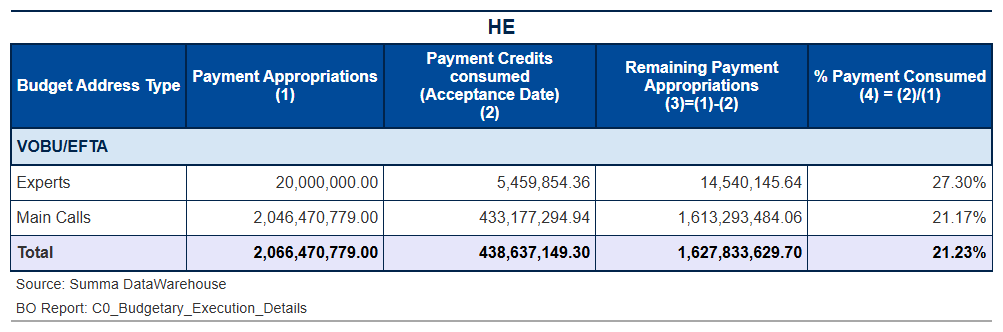 HE
Budget Address Type Payment Appropriations (1) Payment Credits consumed (Acceptance Date) (2) Remaining Payment Appropriations (3)=(1)-(2) % Payment Consumed (4) = (2)/(1)
VOBU/EFTA
Experts 20,000,000.00 5,459,854.36 14,540,145.64 27.30%
Main Calls 2,046,470,779.00 433,177,294.94 1,613,293,484.06 21.17%
Total 2,066,470,779.00 438,637,149.30 1,627,833,629.70 21.23%
Source: Summa DataWarehouse
BO Report: C0_Budgetary_Execution_Details